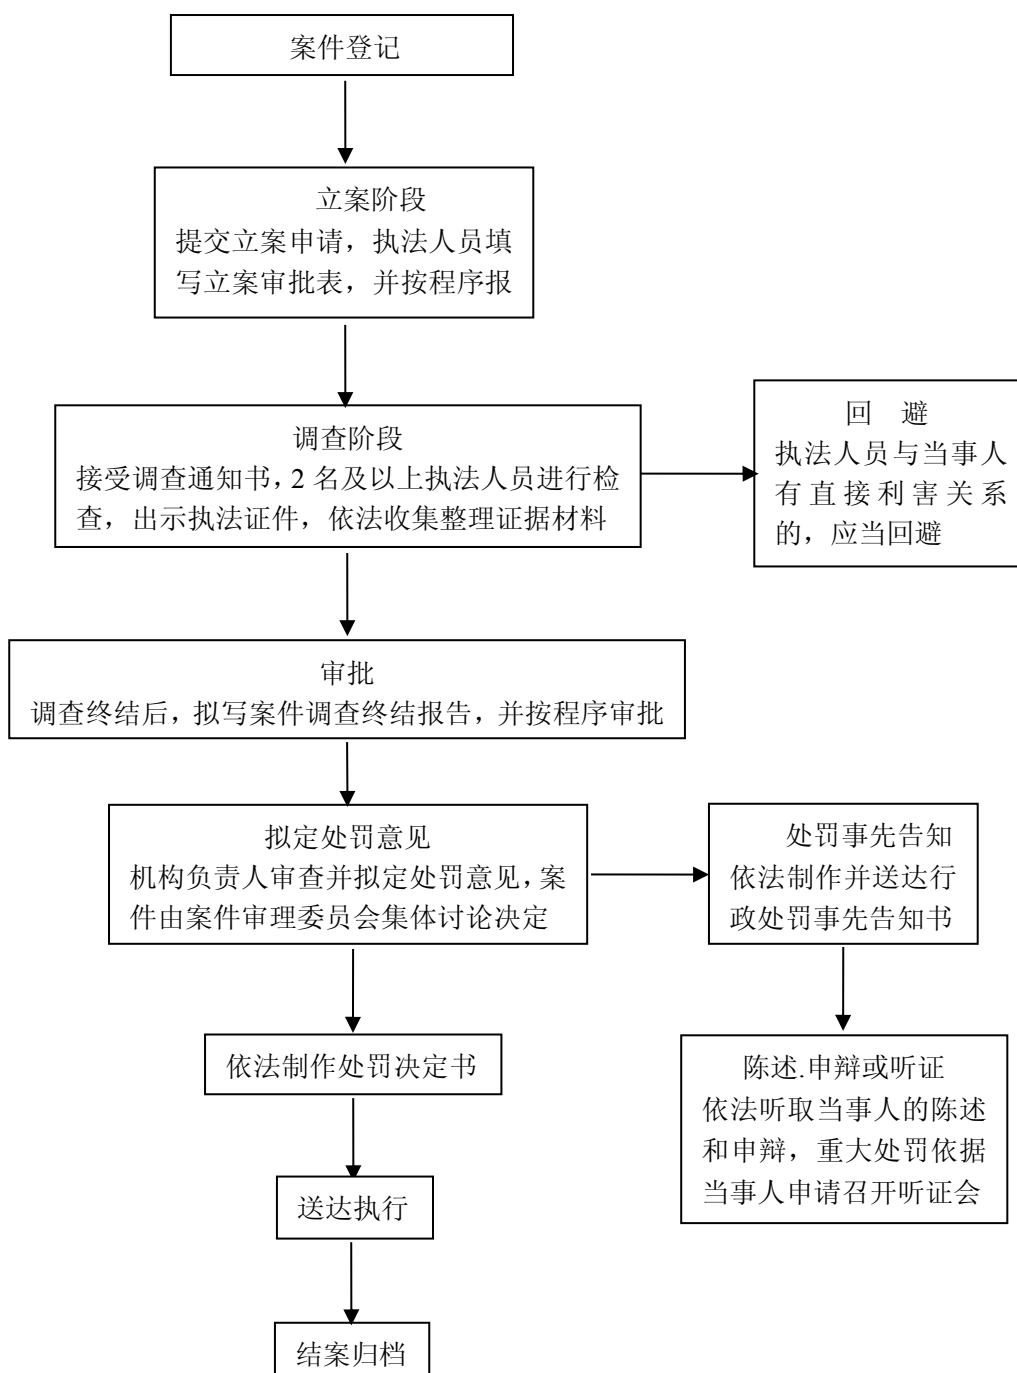 案件登记
立案阶段
提交立案申请，执法人员填
写立案审批表，并按程序报
调查阶段
接受调查通知书，2 名及以上执法人员进行检
查，出示执法证件，依法收集整理证据材料
回 避
执法人员与当事人
有直接利害关系
的，应当回避
审批
调查终结后，拟写案件调查终结报告，并按程序审批
拟定处罚意见
机构负责人审查并拟定处罚意见，案
件由案件审理委员会集体讨论决定
处罚事先告知
依法制作并送达行
政处罚事先告知书
依法制作处罚决定书
陈述.申辩或听证
依法听取当事人的陈述
和申辩，重大处罚依据
当事人申请召开听证会
送达执行
结案归档